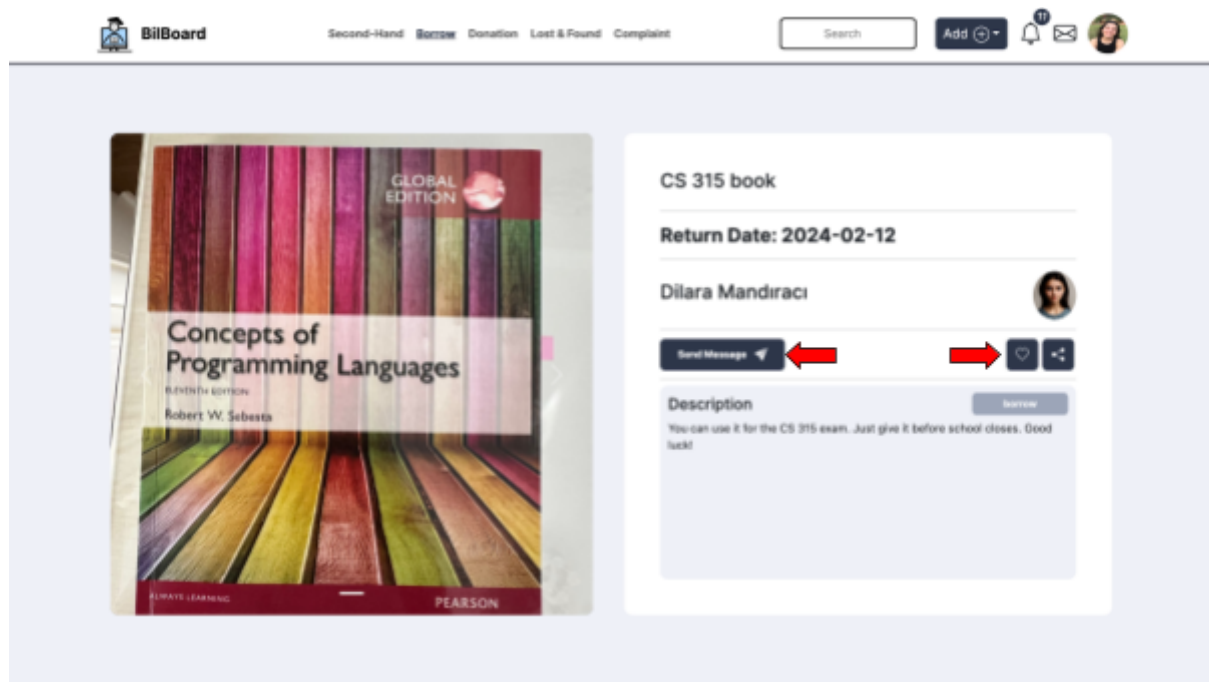 BilBoard
Second-Hand Borrow Donation Lost & Found Complaint
Search
Add
11
GLOBAL
EDITION
Concepts of
Programming Languages
ELEVENTH EDITION
Robert W. Sebesta
ALWAYS LEARNING
PEARSON
CS 315 book
Return Date: 2024-02-12
Dilara Mandıracı
Send Message
Description
borrow
You can use it for the CS 315 exam. Just give it before school closes. Good
luck!